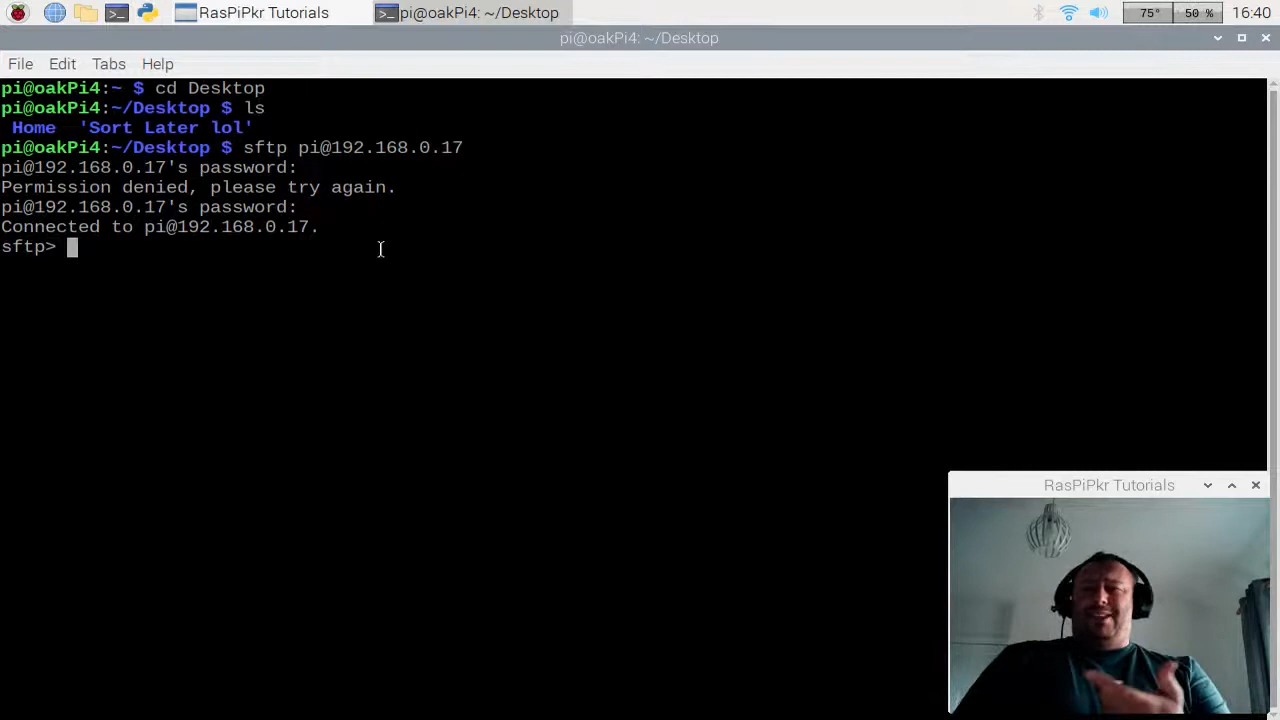 RasPiPkr Tutorials
pi@oakPi4: ~/Desktop
75°
50 %
16:40
pi@oakPi4: ~/Desktop
File Edit Tabs Help
pi@oakPi4:~ $ cd Desktop
pi@oakPi4:~/Desktop $ ls
Home 'Sort Later lol'
pi@oakPi4:~/Desktop $ sftp pi@192.168.0.17
pi@192.168.0.17's password:
Permission denied, please try again.
pi@192.168.0.17's password:
Connected to pi@192.168.0.17.
sftp>
RasPiPkr Tutorials